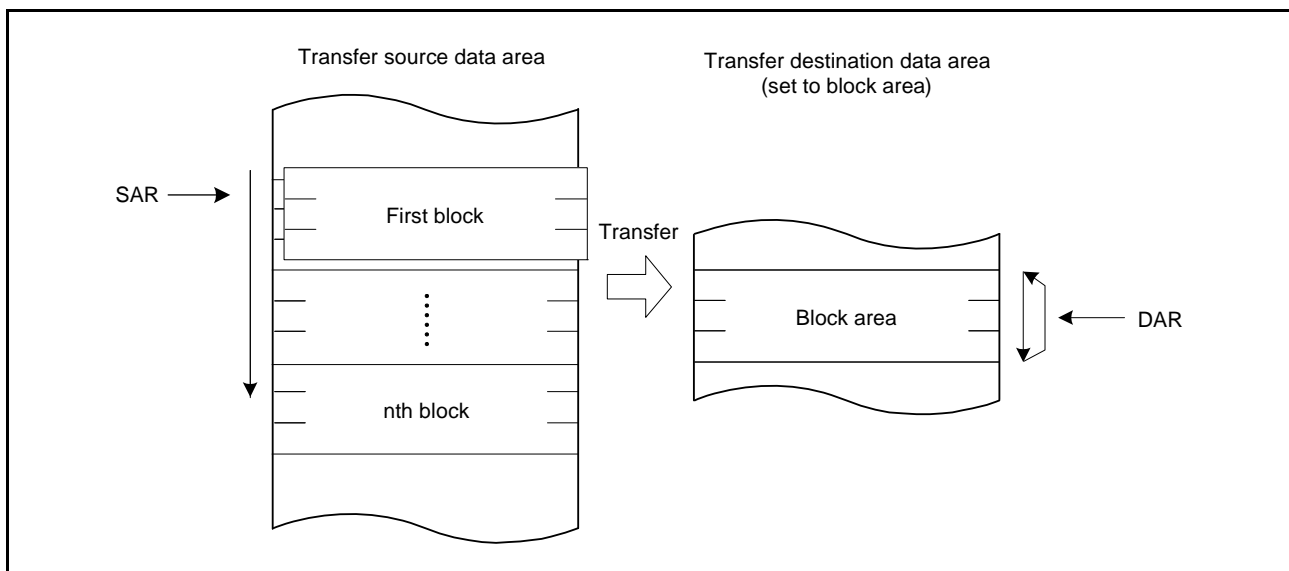 Transfer source data area
Transfer destination data area
(set to block area)
SAR
First block
Transfer
Block area
DAR
nth block